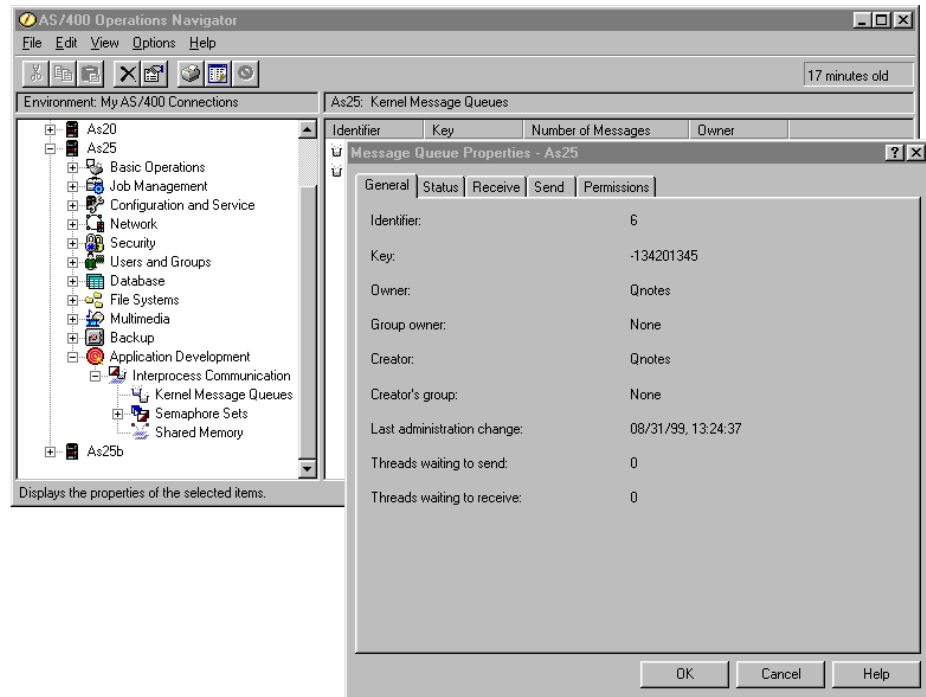 AS/400 Operations Navigator
File Edit View Options Help
17 minutes old
Environment: My AS/400 Connections
As25: Kernel Message Queues
As20
As25
Basic Operations
Job Management
Configuration and Service
Network
Security
Users and Groups
Database
File Systems
Multimedia
Backup
Application Development
Interprocess Communication
Kernel Message Queues
Semaphore Sets
Shared Memory
As25b
Displays the properties of the selected items.
Identifier Key Number of Messages Owner
Message Queue Properties - As25
General Status Receive Send Permissions
Identifier: 6
Key: -134201345
Owner: Qnotes
Group owner: None
Creator: Qnotes
Creator's group: None
Last administration change: 08/31/99, 13:24:37
Threads waiting to send: 0
Threads waiting to receive: 0
OK Cancel Help